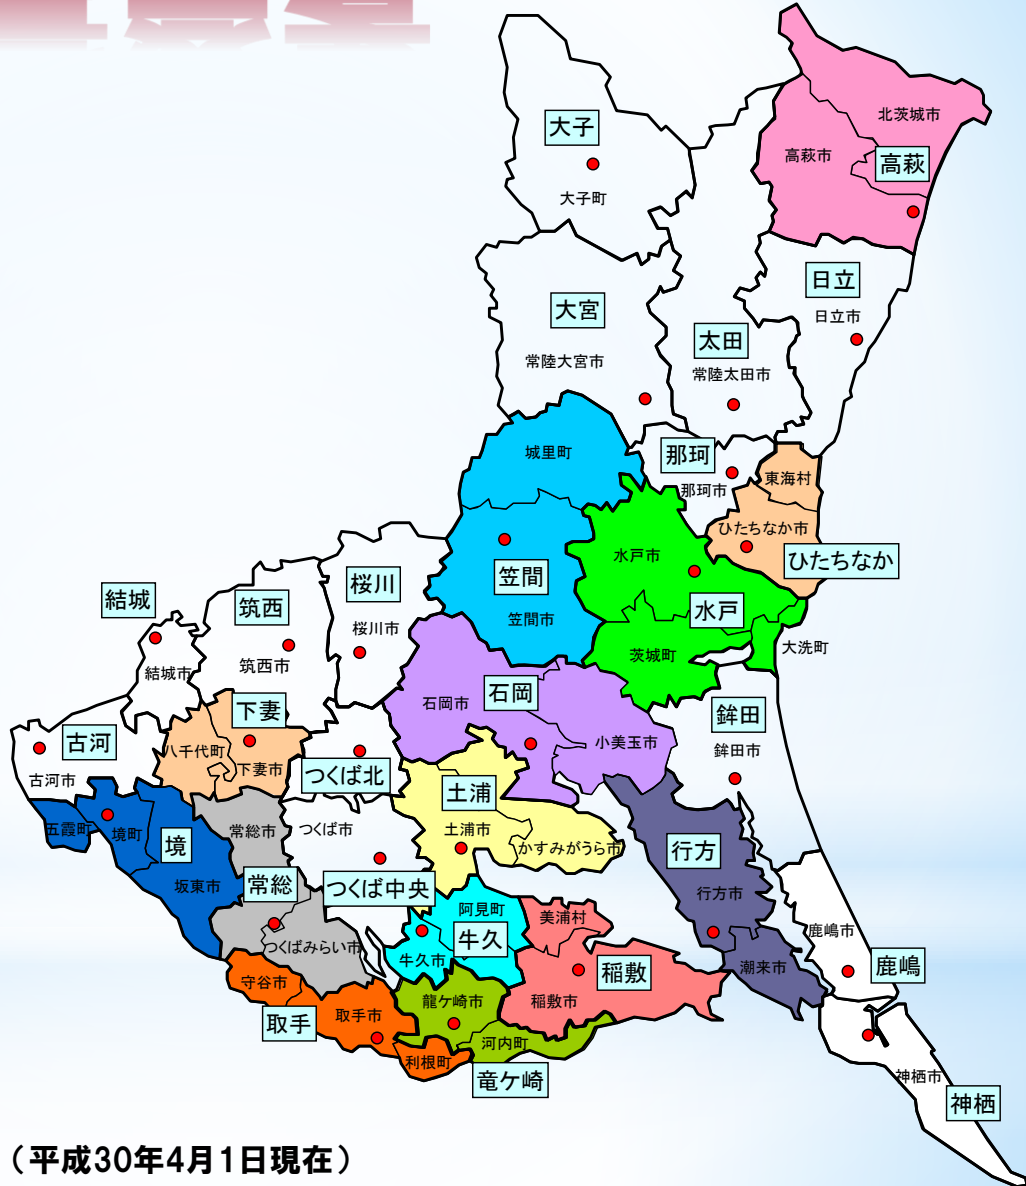 北茨城市
大子
高萩市
高萩
大子町
日立
大宮
日立市
太田
常陸大宮市
常陸太田市
城里町
那珂
東海村
那珂市
ひたちなか市
水戸市
ひたちなか
笠間
桜川
結城
筑西
水戸
笠間市
桜川市
大洗町
茨城町
筑西市
結城市
石岡
石岡市
下妻
鉾田
古河
小美玉市
八千代町
鉾田市
下妻市
つくば北
古河市
土浦
五霞町
境町
常総市
つくば市
土浦市
境
かすみがうら市
行方
坂東市
常総
つくば中央
行方市
阿見町
美浦村
牛久
鹿嶋市
つくばみらい市
牛久市
潮来市
鹿嶋
稲敷
守谷市
龍ケ崎市
稲敷市
取手
取手市
河内町
利根町
竜ケ崎
神栖市
神栖
（平成30年4月1日現在）